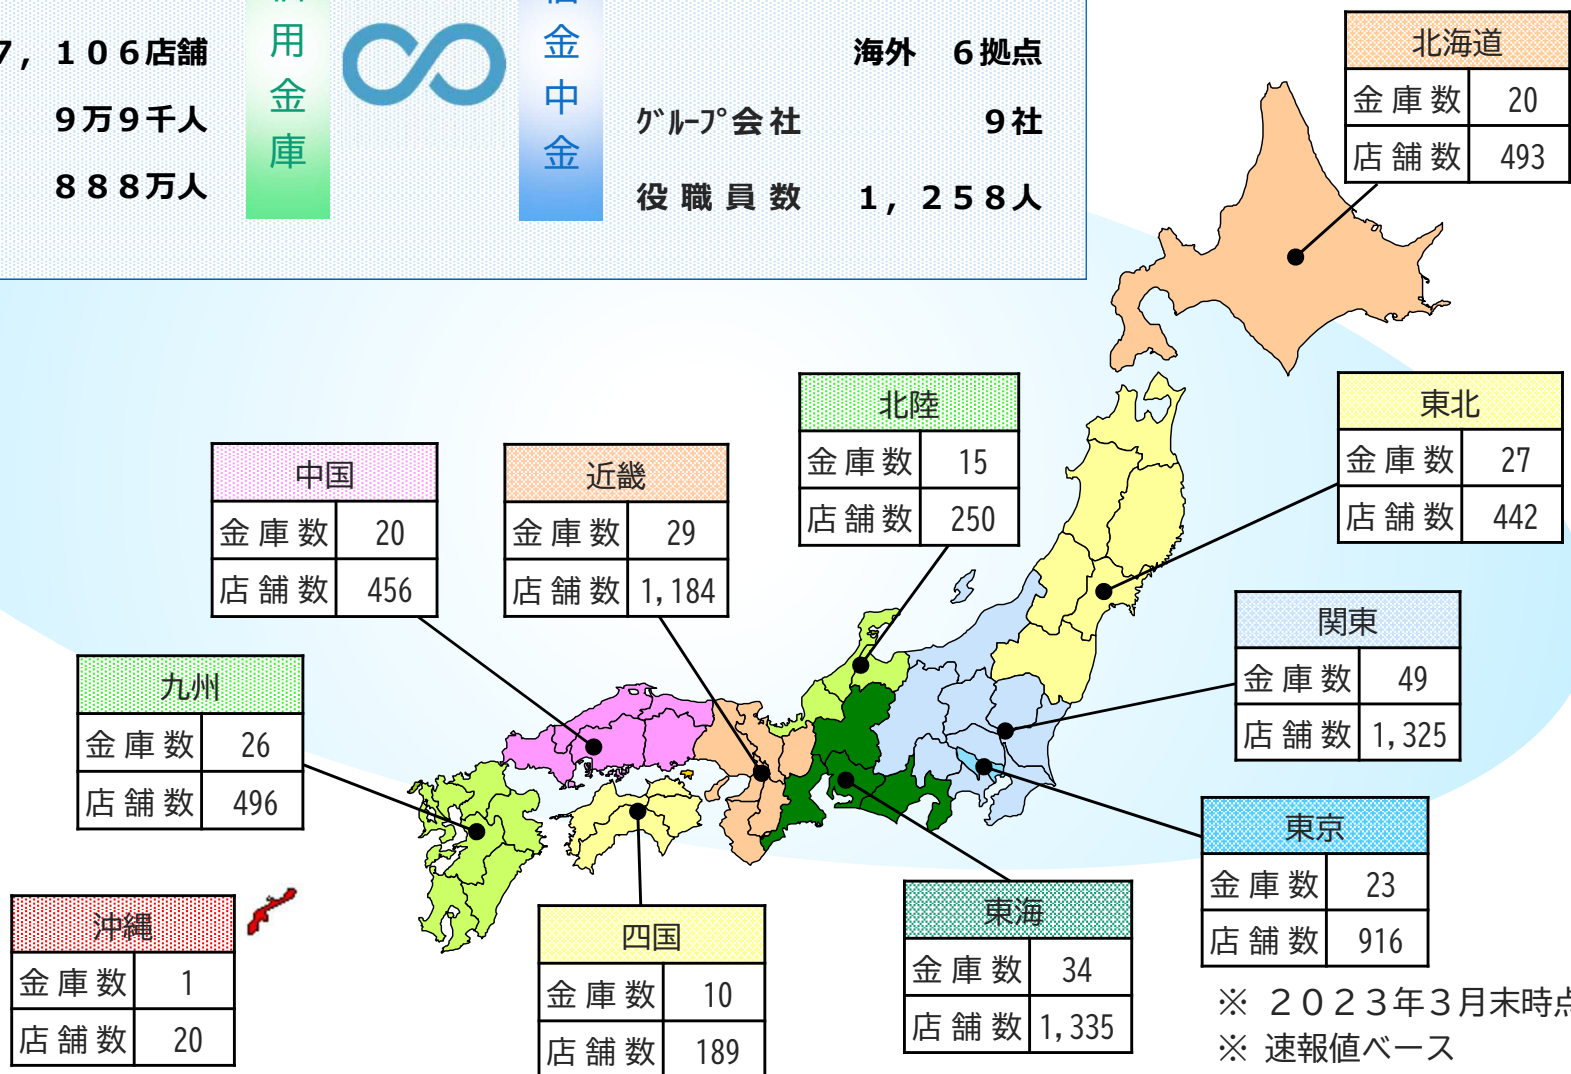 7，106店舗
9万9千人
888万人
用金庫
金中金
海外 6拠点
ｸﾞﾙｰﾌﾟ会社 9社
役職員数 1，258人
北海道
金庫数 20
店舗数 493
北陸
金庫数 15
店舗数 250
東北
金庫数 27
店舗数 442
中国
金庫数 20
店舗数 456
近畿
金庫数 29
店舗数 1,184
関東
金庫数 49
店舗数 1,325
九州
金庫数 26
店舗数 496
東京
金庫数 23
店舗数 916
沖縄
金庫数 1
店舗数 20
四国
金庫数 10
店舗数 189
東海
金庫数 34
店舗数 1,335
※ ２０２３年３月末時点
※ 速報値ベース